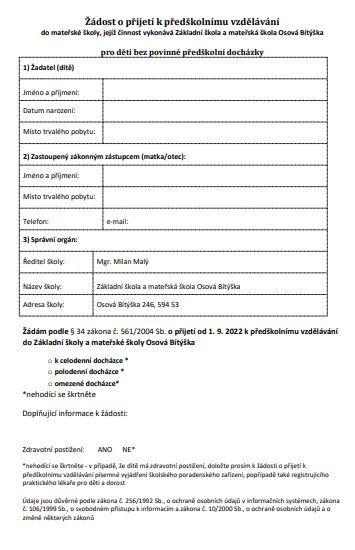 Žádost o přijetí k předškolnímu vzdělávání
do mateřské školy, jejíž činnost vykonává Základní škola a mateřská škola Osová Bítýška
pro děti bez povinné předškolní docházky
1) Žadatel (dítě)
Jméno a příjmení:
Datum narození:
Místo trvalého pobytu:
2) Zastoupený zákonným zástupcem (matka/otec):
Jméno a příjmení:
Místo trvalého pobytu:
Telefon: e-mail:
3) Správní orgán:
Ředitel školy: Mgr. Milan Malý
Název školy: Základní škola a mateřská škola Osová Bítýška
Adresa školy: Osová Bítýška 246, 594 53
Žádám podle § 34 zákona č. 561/2004 Sb. o přijetí od 1. 9. 2022 k předškolnímu vzdělávání
do Základní školy a mateřské školy Osová Bítýška
o k celodenní docházce *
o polodenní docházce *
o omezené docházce*
*nehodící se škrtněte
Doplňující informace k žádosti:
Zdravotní postižení: ANO NE*
*nehodící se škrtněte - v případě, že dítě má zdravotní postižení, doložte prosím k žádosti o přijetí k
předškolnímu vzdělávání písemné vyjádření školského poradenského zařízení, popřípadě také registrujícího
praktického lékaře pro děti a dorost
Údaje jsou důvěrné podle zákona č. 256/1992 Sb., o ochraně osobních údajů v informačních systémech, zákona
č. 106/1999 Sb., o svobodném přístupu k informacím a zákona č. 10/2000 Sb., o ochraně osobních údajů a o
změně některých zákonů